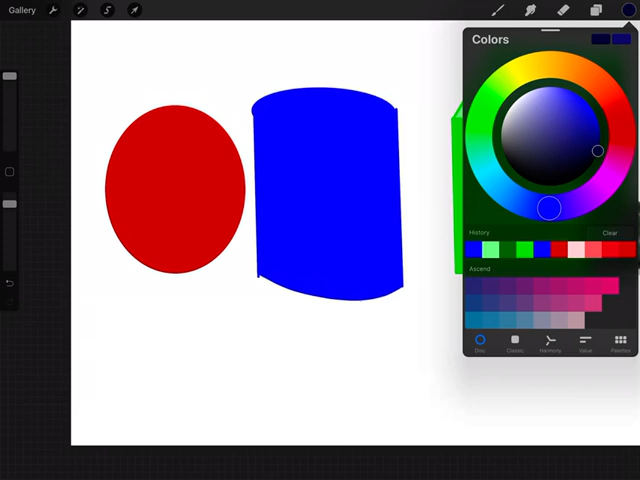 Gallery
Colors
History
Clear
Ascend
Disc
Classic
Harmony
Value
Palettes